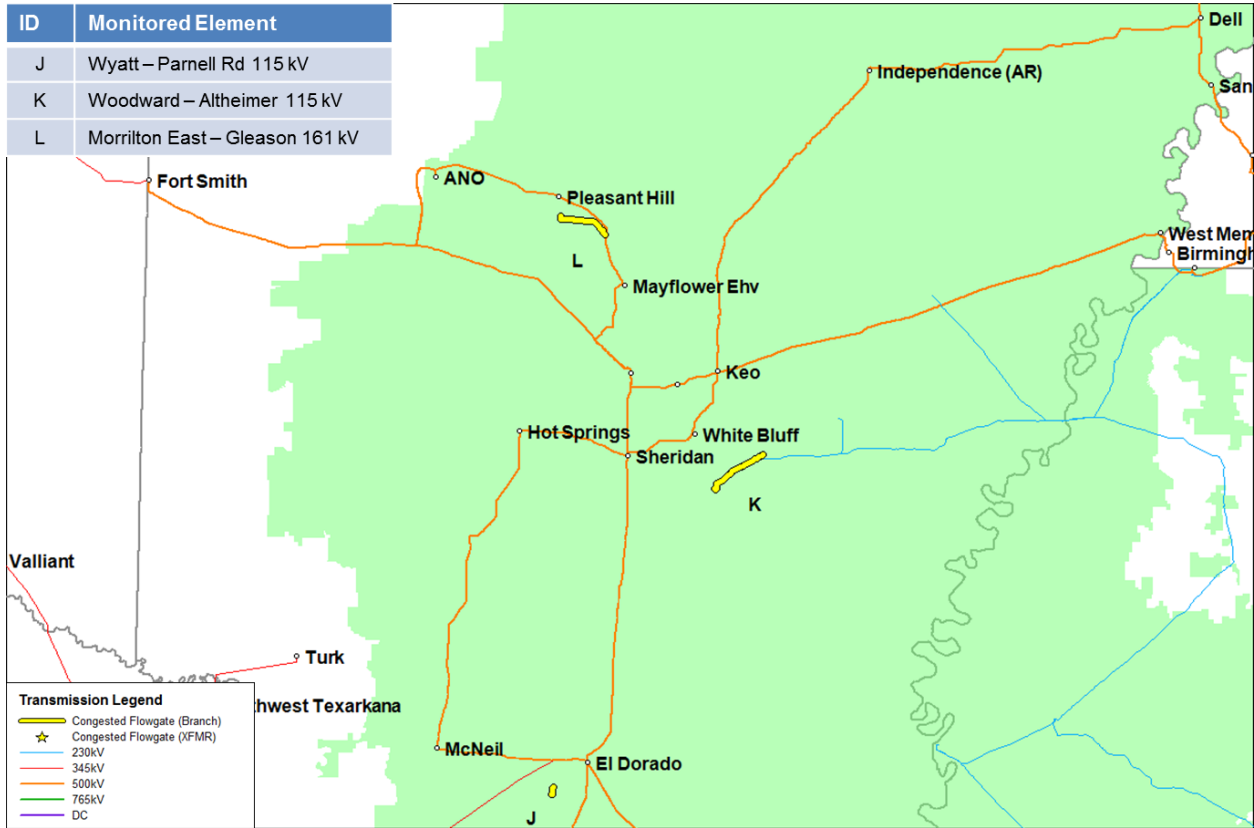 ID Monitored Element
J Wyatt – Parnell Rd 115 kV
K Woodward – Altheimer 115 kV
L Morrilton East – Gleason 161 kV
Dell
Independence (AR)
San
Fort Smith
ANO
Pleasant Hill
West Mem
Birmingh
L
Mayflower Ehv
Keo
Hot Springs
White Bluff
Sheridan
K
Valliant
Turk
hwest Texarkana
McNeil
El Dorado
J
Transmission Legend
Congested Flowgate (Branch)
Congested Flowgate (XFMR)
230kV
345kV
500kV
765kV
DC